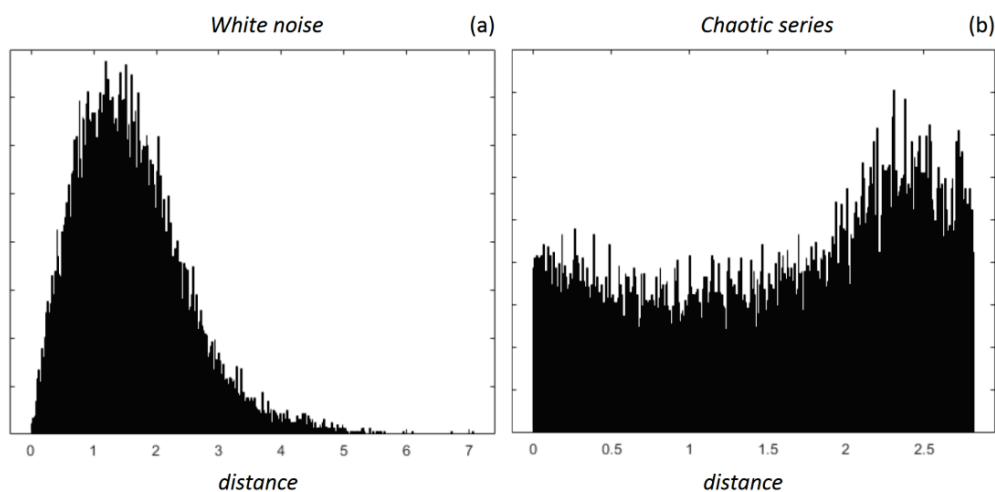 White noise (a)
Chaotic series (b)
0 1 2 3 4 5 6 7
0 0.5 1 1.5 2 2.5
distance
distance